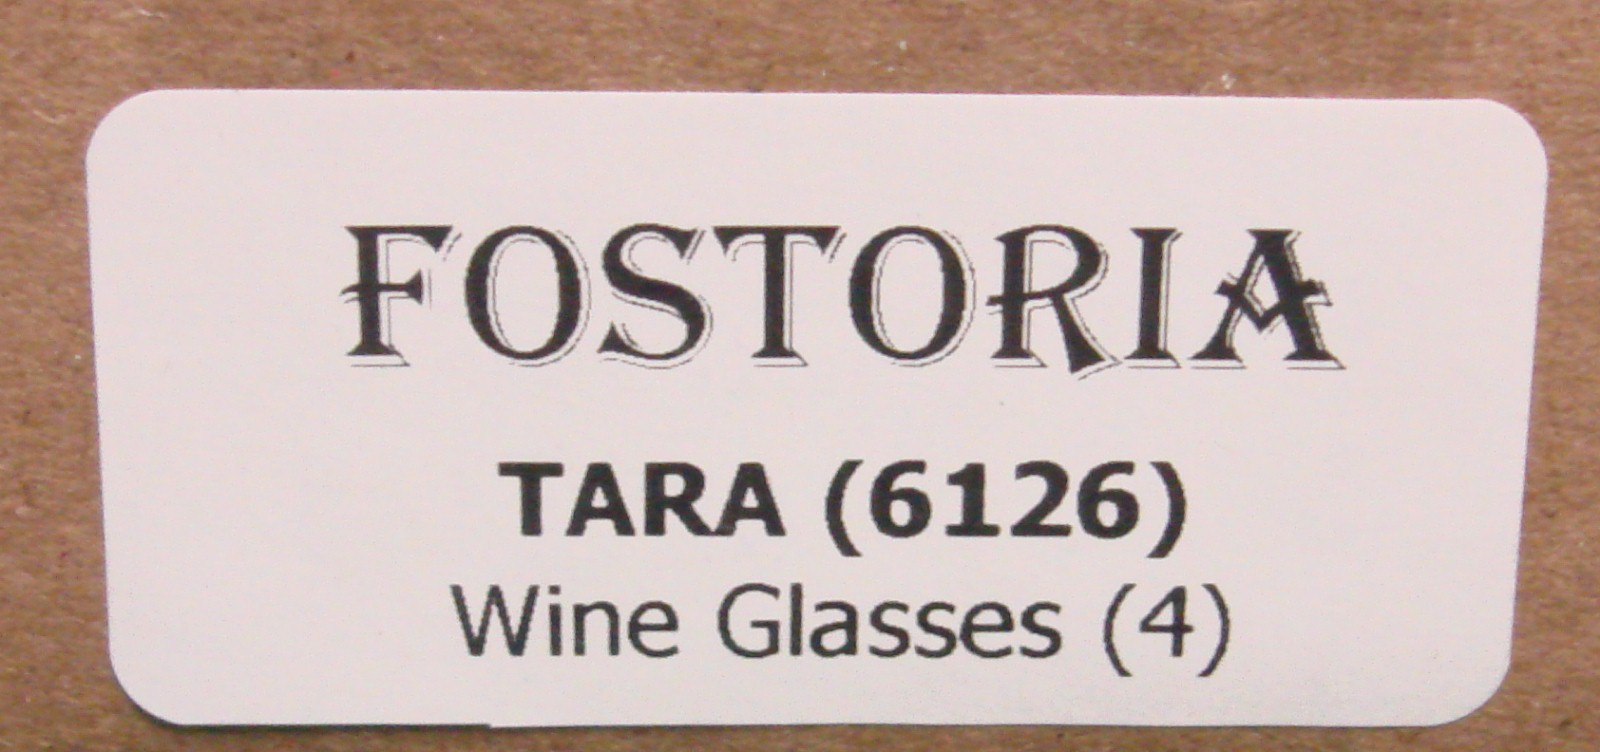 FOSTORIA
TARA (6126)
Wine Glasses (4)